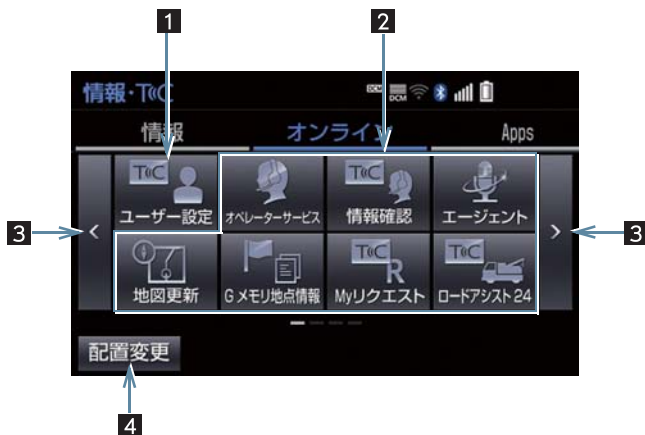 1 2
情報・T《C
DCM
情報 オンライン Apps
T《C T《C
ユーザー設定 オペレーターサービス 情報確認 エージェント
3 < > 3
T《C R T《C
地図更新 G メモリ地点情報 Myリクエスト ロードアシスト24
配置変更
4